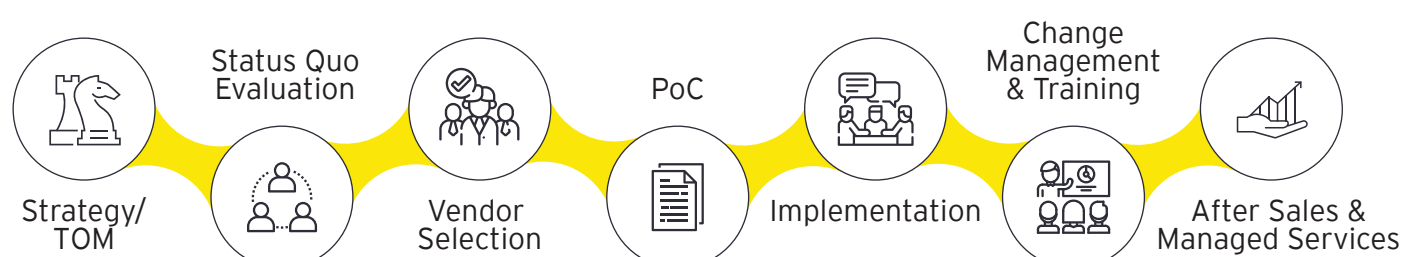 Strategy/
TOM
Status Quo
Evaluation
Vendor
Selection
PoC
Implementation
Change
Management
& Training
After Sales &
Managed Services